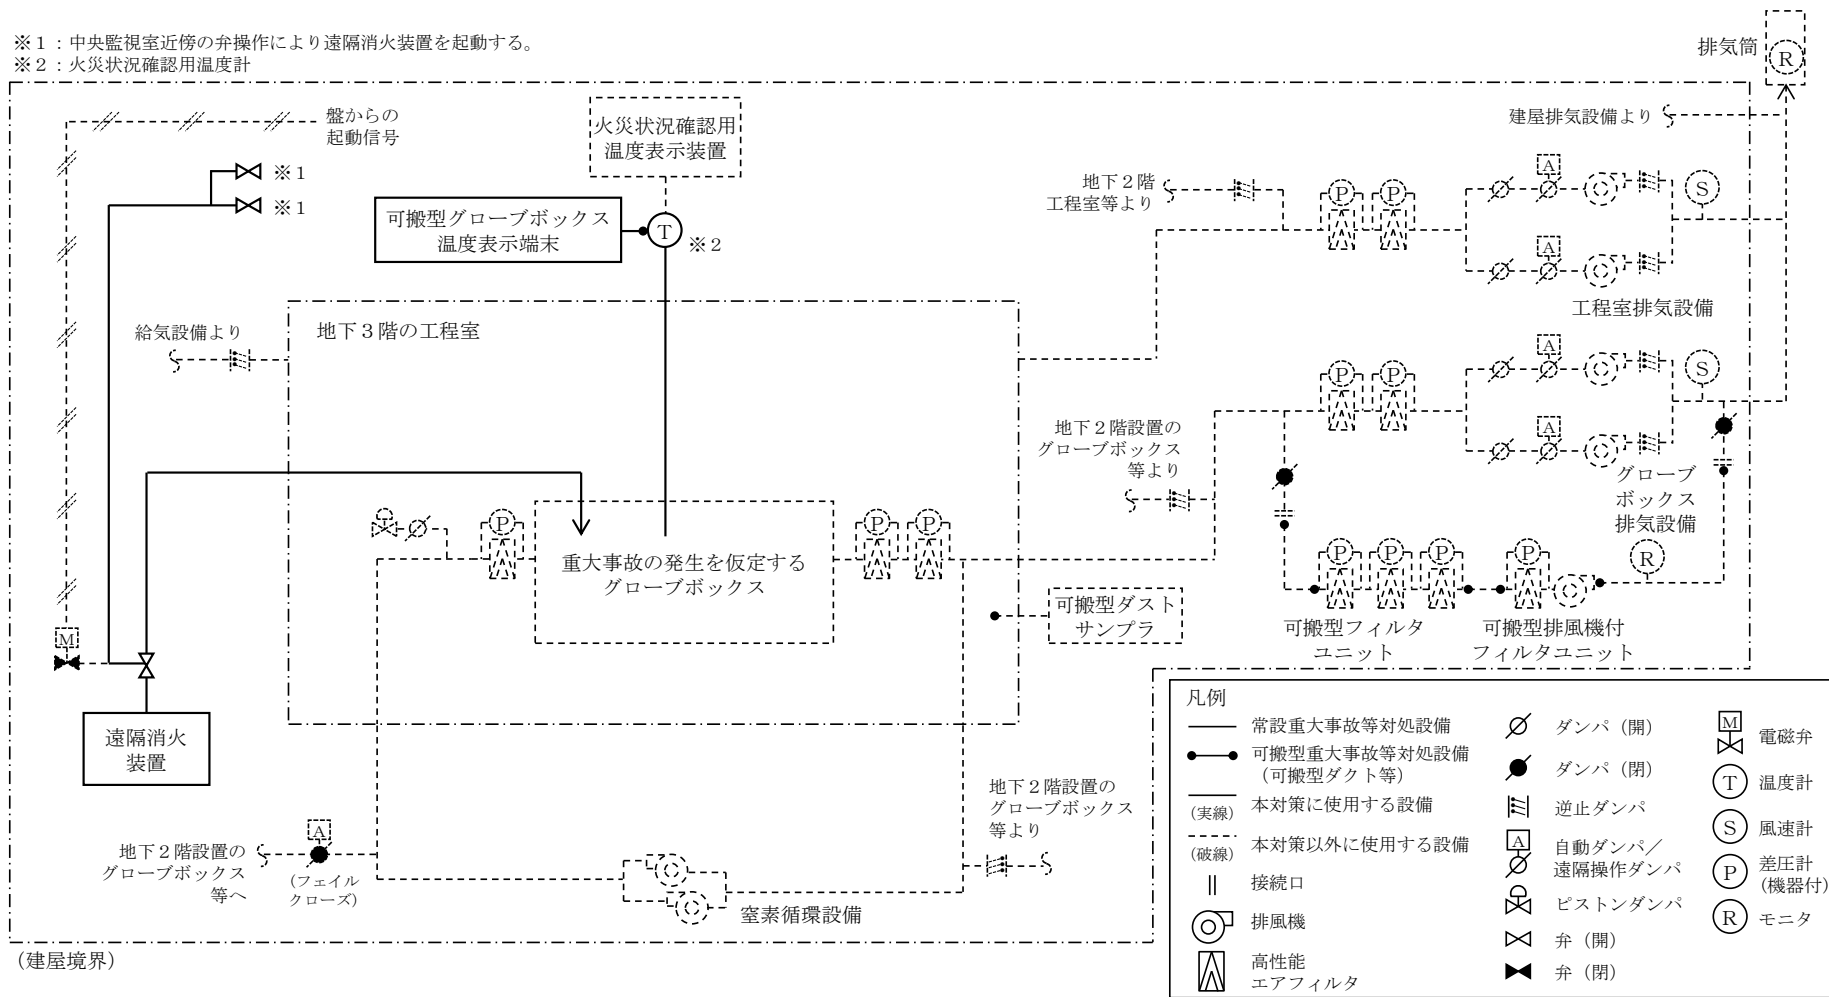 ※１：中央監視室近傍の弁操作により遠隔消火装置を起動する。
※２：火災状況確認用温度計
排気筒
R
盤からの
起動信号
※１
※１
火災状況確認用
温度表示装置
可搬型グローブボックス
温度表示端末
T
※２
建屋排気設備より
地下２階
工程室等より
P
P
A
S
A
工程室排気設備
給気設備より
地下３階の工程室
P
P
A
S
A
地下２階設置の
グローブボックス
等より
グローブ
ボックス
排気設備
P
重大事故の発生を仮定する
グローブボックス
P
P
P
P
P
P
R
可搬型ダスト
サンプラ
可搬型フィルタ
ユニット
可搬型排風機付
フィルタユニット
M
遠隔消火
装置
地下２階設置の
グローブボックス
等へ
A
（フェイル
クローズ）
窒素循環設備
地下２階設置の
グローブボックス
等より
（建屋境界）
凡例
常設重大事故等対処設備
可搬型重大事故等対処設備
（可搬型ダクト等）
（実線）
本対策に使用する設備
（破線）
本対策以外に使用する設備
接続口
排風機
高性能
エアフィルタ
ダンパ（開）
ダンパ（閉）
逆止ダンパ
A
自動ダンパ／
遠隔操作ダンパ
ピストンダンパ
弁（開）
弁（閉）
M
電磁弁
T
温度計
S
風速計
P
差圧計
（機器付）
R
モニタ